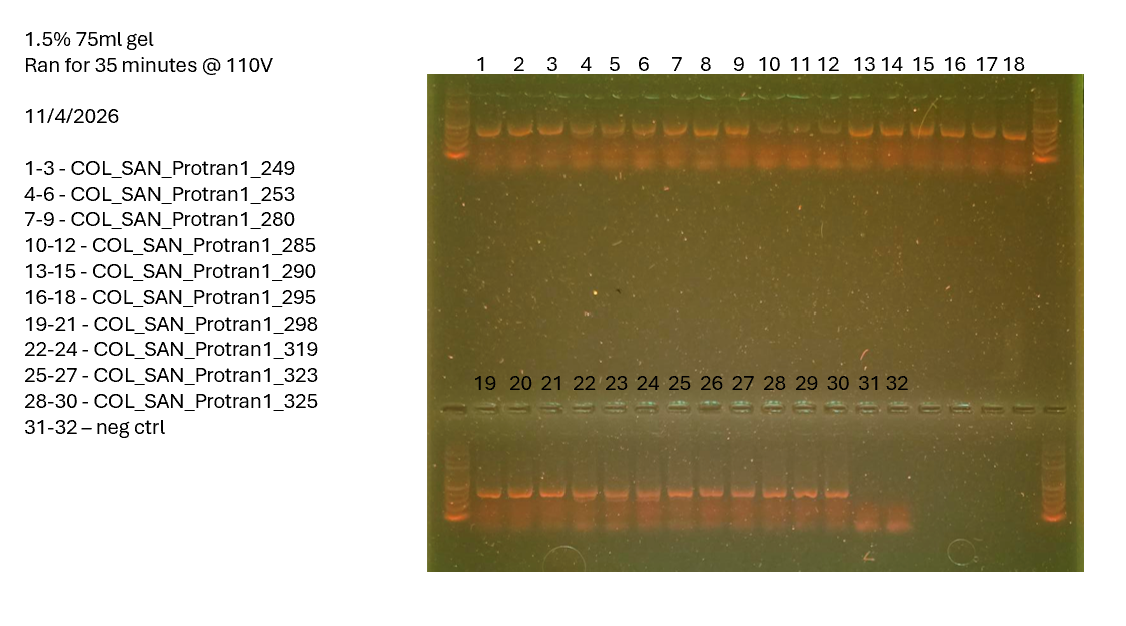 1.5% 75ml gel
Ran for 35 minutes @ 110V
11/4/2026
1-3 - COL_SAN_Protran1_249
4-6 - COL_SAN_Protran1_253
7-9 - COL_SAN_Protran1_280
10-12 - COL_SAN_Protran1_285
13-15 - COL_SAN_Protran1_290
16-18 - COL_SAN_Protran1_295
19-21 - COL_SAN_Protran1_298
22-24 - COL_SAN_Protran1_319
25-27 - COL_SAN_Protran1_323
28-30 - COL_SAN_Protran1_325
31-32 – neg ctrl
1 2 3 4 5 6 7 8 9 10 11 12 13 14 15 16 17 18
19 20 21 22 23 24 25 26 27 28 29 30 31 32